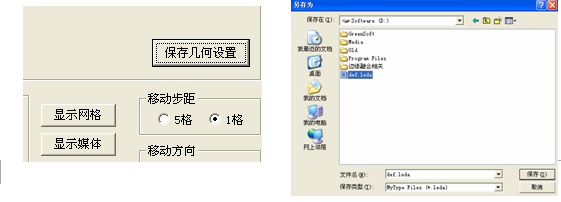 保存几何设置
显示网格
显示媒体
移动步距
5格
1格
移动方向
另存为
保存在(I):
Software (D:)
我最近的文档
桌面
我的文档
我的电脑
网上邻居
GreenSoft
Media
Old
Program Files
边缘融合相关
def.leda
文件名(N):
def.leda
保存(S)
保存类型(T):
MyType Files (*.leda)
取消